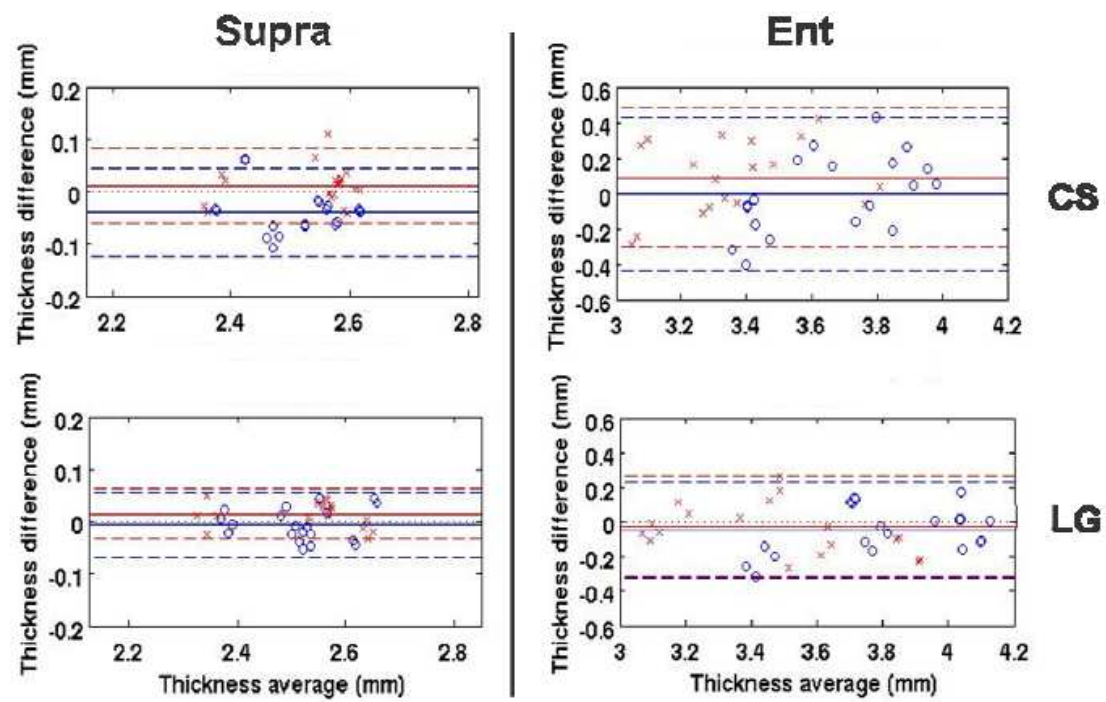 Supra
Ent
Thickness difference (mm)
0.2
0.1
0
-0.1
-0.2
2.2 2.4 2.6 2.8
Thickness difference (mm)
0.6
0.4
0.2
0
-0.2
-0.4
-0.6
3 3.2 3.4 3.6 3.8 4 4.2
CS
Thickness difference (mm)
0.2
0.1
0
-0.1
-0.2
2.2 2.4 2.6 2.8
Thickness average (mm)
Thickness difference (mm)
0.6
0.4
0.2
0
-0.2
-0.4
-0.6
3 3.2 3.4 3.6 3.8 4 4.2
Thickness average (mm)
LG